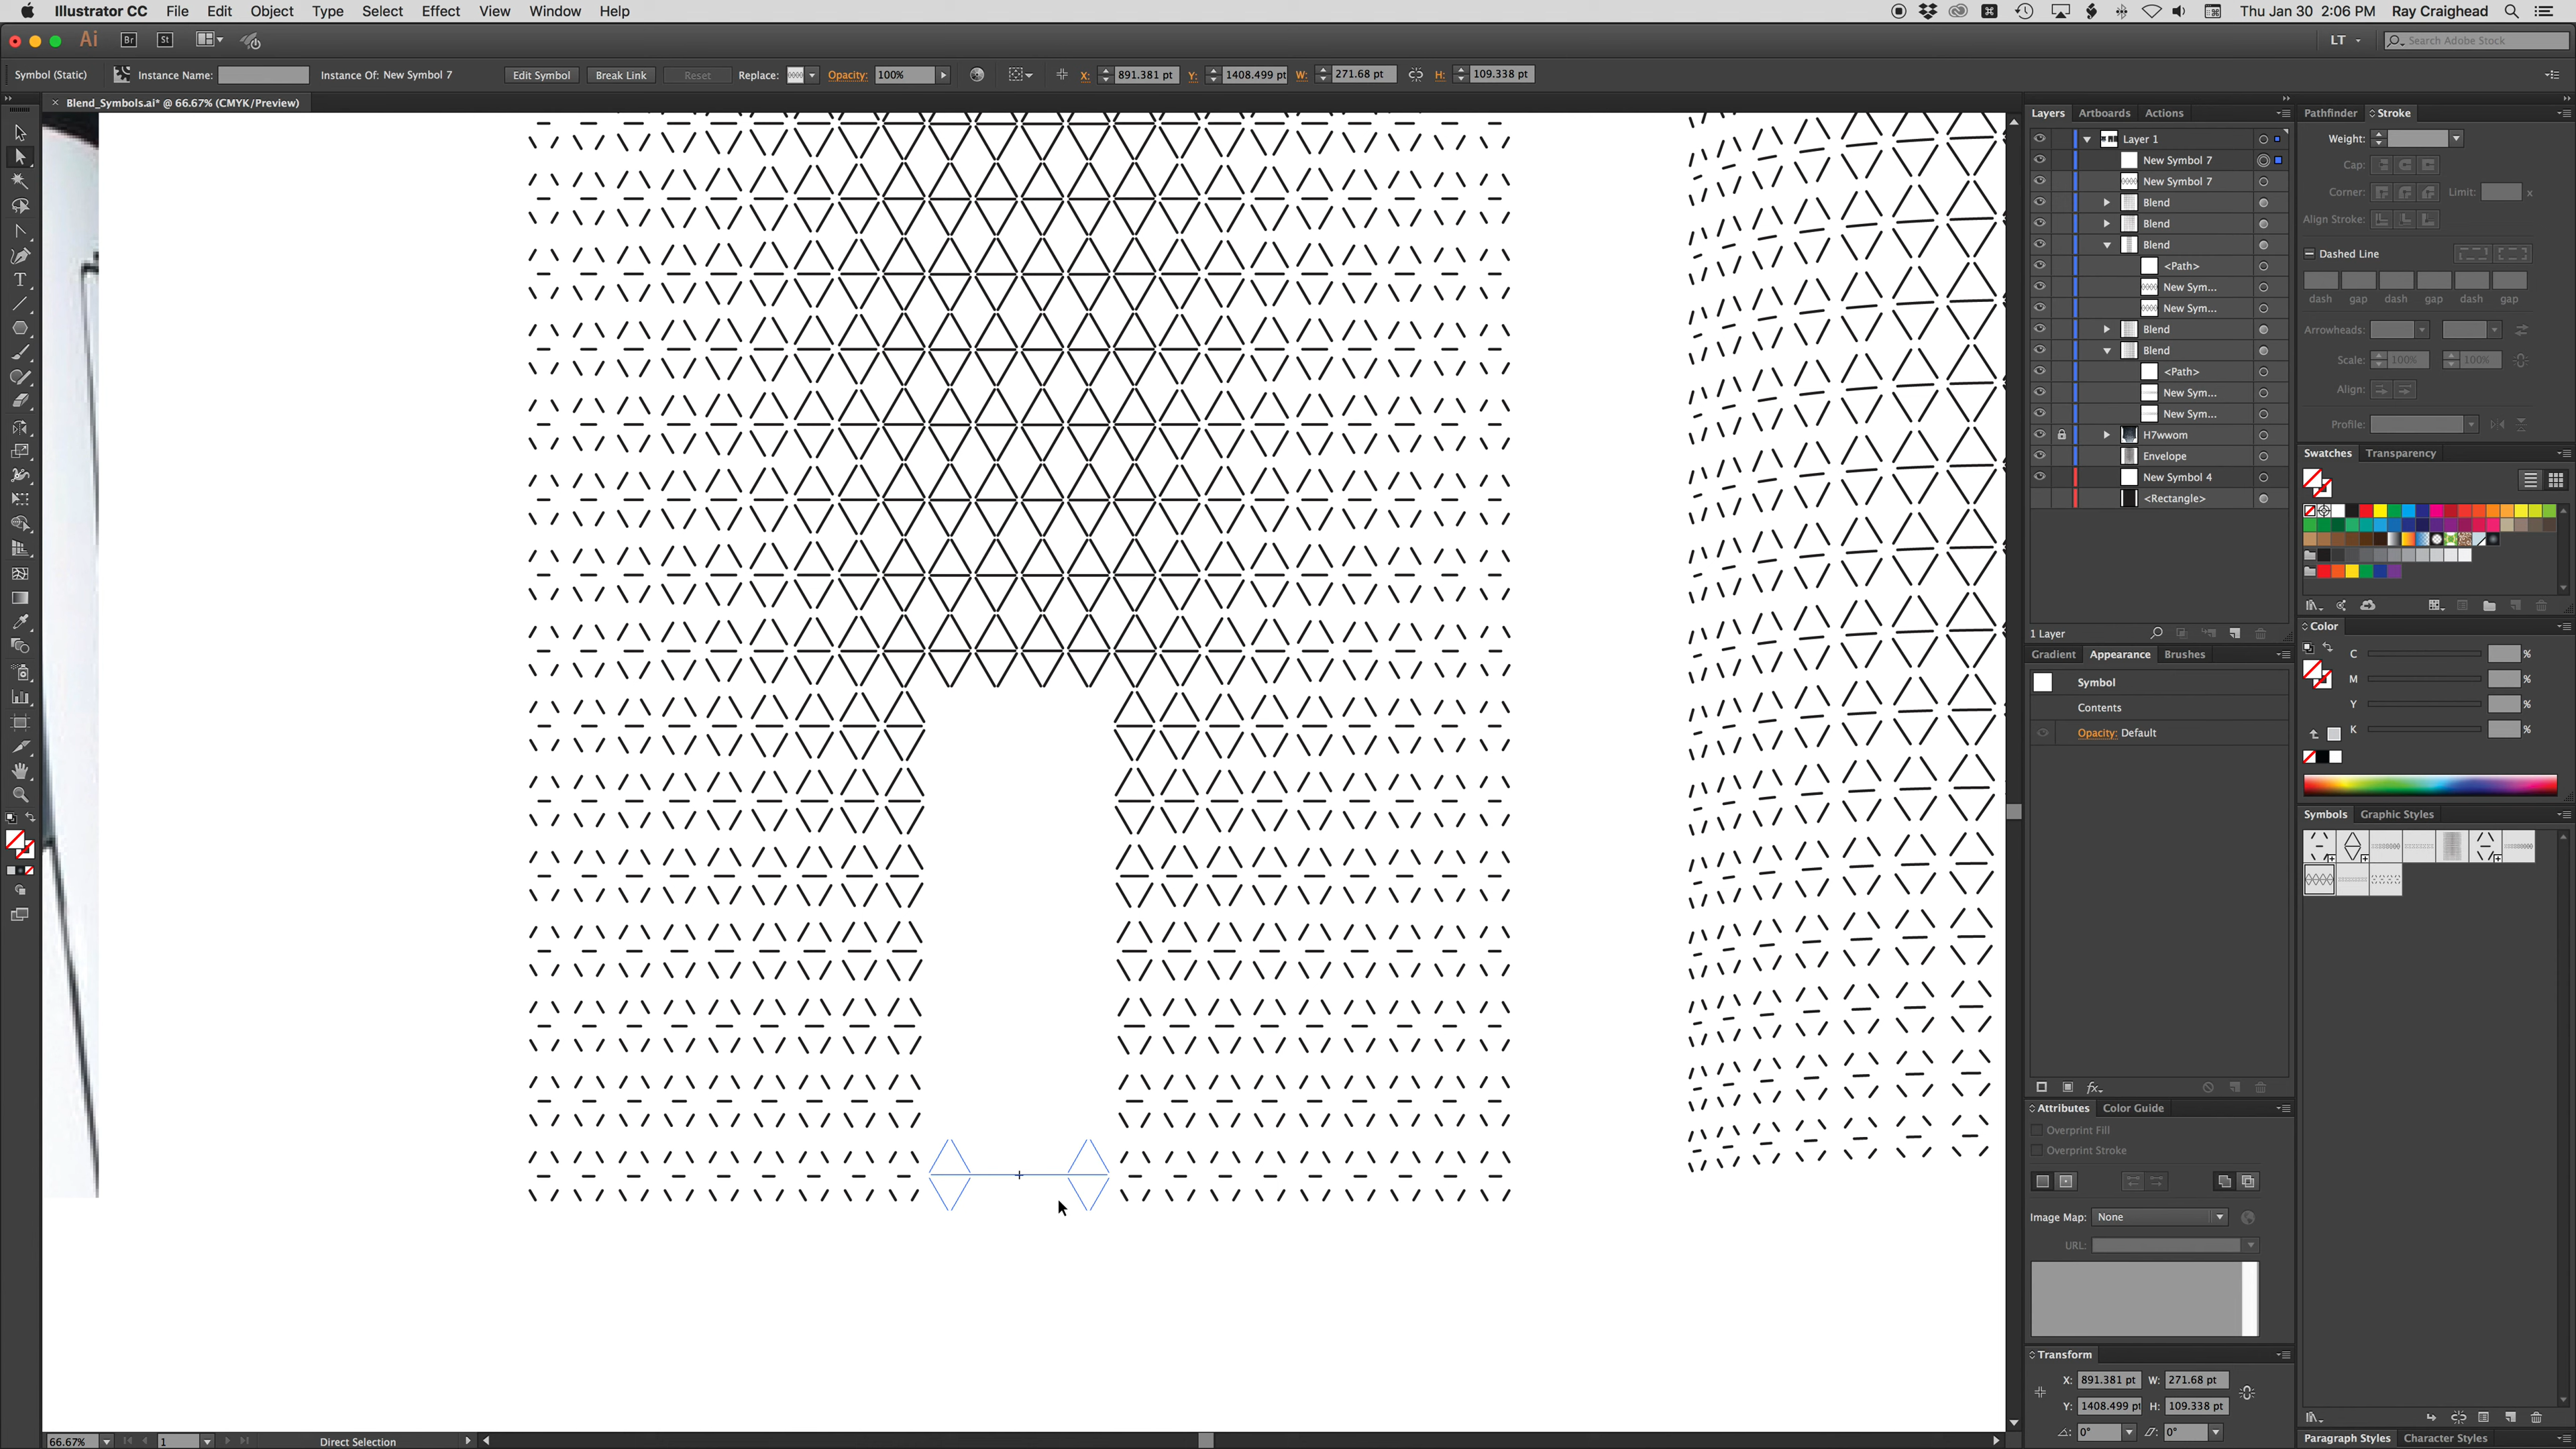 Illustrator CC File Edit Object Type Select Effect View Window Help Thu Jan 30 2:06 PM Ray Craighead
Ai Br St LT Search Adobe Stock
Symbol (Static) Instance Name: Instance Of: New Symbol 7 Edit Symbol Break Link Reset Replace: Opacity: 100% X: 891.381 pt Y: 1408.499 pt W: 271.68 pt H: 109.338 pt
× Blend_Symbols.ai* @ 66.67% (CMYK/Preview)
Layers Artboards Actions
Layer 1
New Symbol 7
New Symbol 7
Blend
Blend
Blend
<Path>
New Sym...
New Sym...
Blend
Blend
<Path>
New Sym...
New Sym...
H7wwom
Envelope
New Symbol 4
<Rectangle>
1 Layer
Gradient Appearance Brushes
Symbol
Contents
Opacity: Default
fx
Attributes Color Guide
Overprint Fill
Overprint Stroke
Image Map: None
URL:
Transform
X: 891.381 pt W: 271.68 pt
Y: 1408.499 pt H: 109.338 pt
0° 0°
Pathfinder Stroke
Weight:
Cap:
Corner: Limit: x
Align Stroke:
Dashed Line
dash gap dash gap dash gap
Arrowheads:
Scale: 100% 100%
Align:
Profile:
Swatches Transparency
Color
C %
M %
Y %
K %
Symbols Graphic Styles
Paragraph Styles Character Styles
66.67% 1 Direct Selection